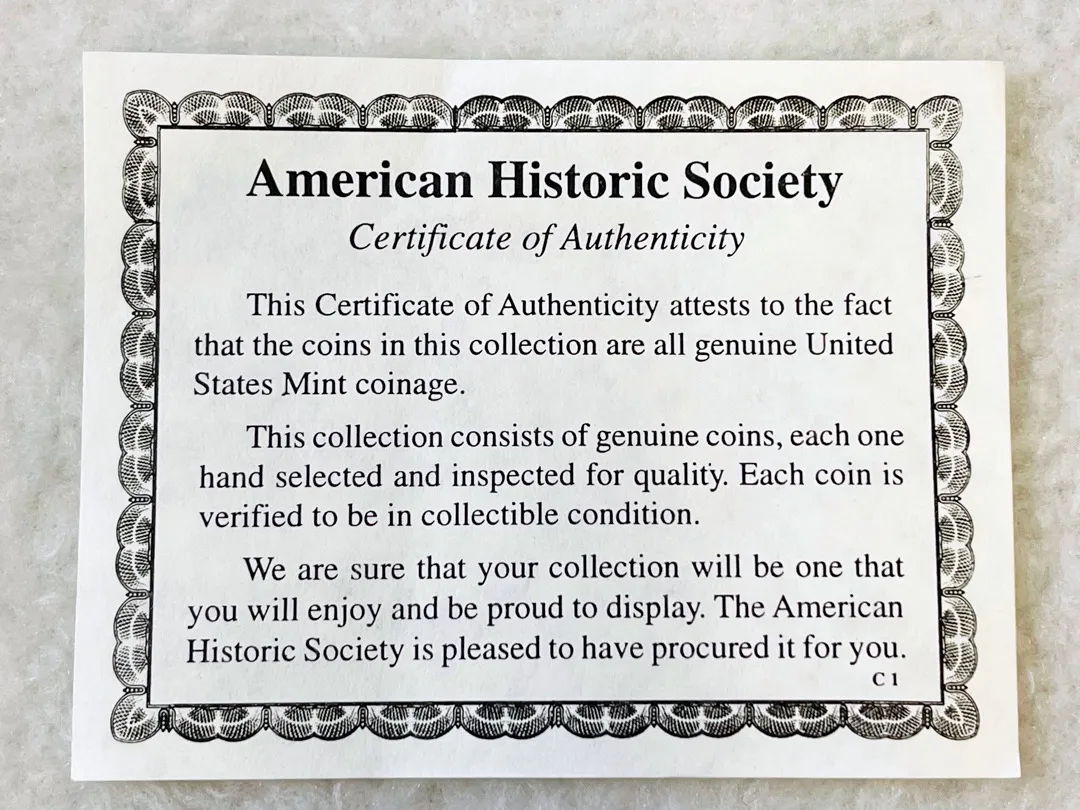 American Historic Society
Certificate of Authenticity
This Certificate of Authenticity attests to the fact
that the coins in this collection are all genuine United
States Mint coinage.
This collection consists of genuine coins, each one
hand selected and inspected for quality. Each coin is
verified to be in collectible condition.
We are sure that your collection will be one that
you will enjoy and be proud to display. The American
Historic Society is pleased to have procured it for you.
C 1